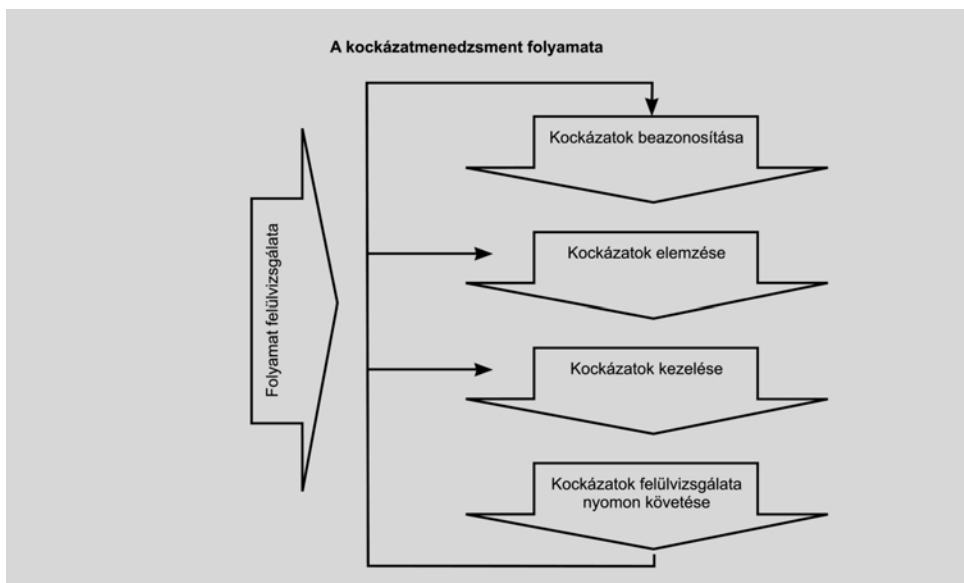 A kockázatmenedzsment folyamata
Kockázatok beazonosítása
Folyamat felülvizsgálata
Kockázatok elemzése
Kockázatok kezelése
Kockázatok felülvizsgálata
nyomon követése